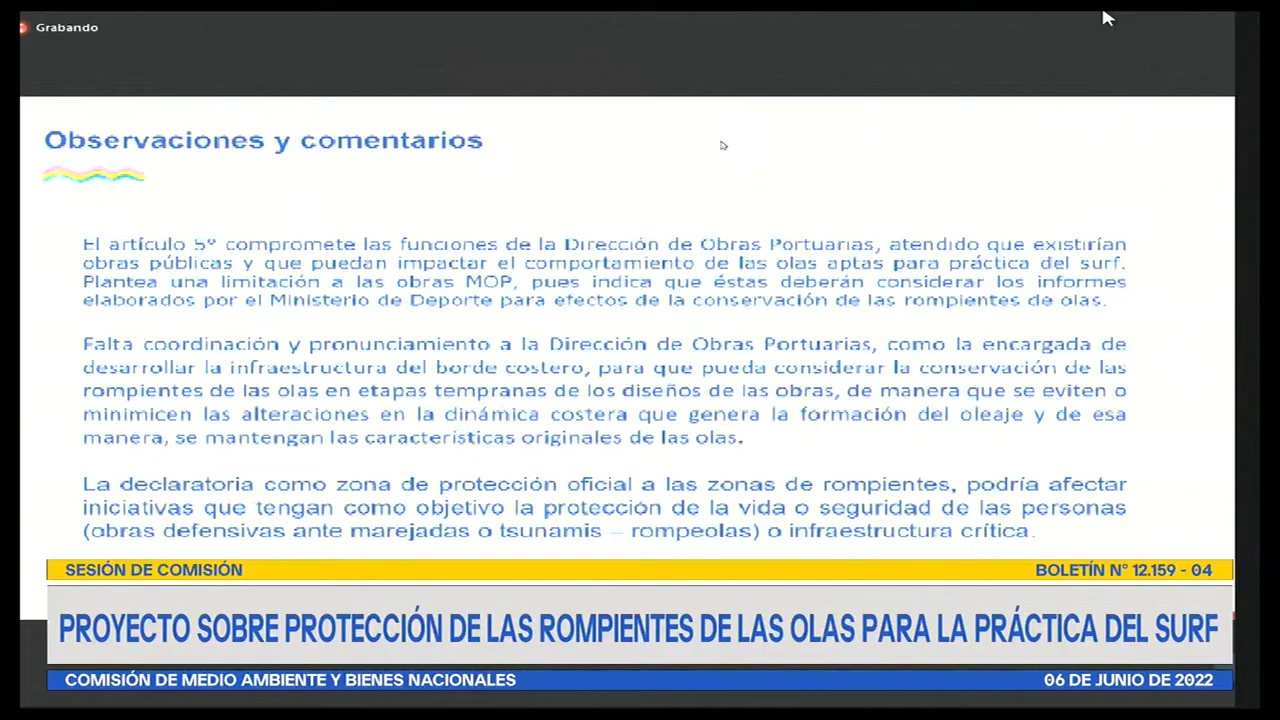 Grabando
Observaciones y comentarios
El artículo 5º compromete las funciones de la Dirección de Obras Portuarias, atendido que existirían
obras públicas y que puedan impactar el comportamiento de las olas aptas para práctica del surf.
Plantea una limitación a las obras MOP, pues indica que éstas deberán considerar los informes
elaborados por el Ministerio de Deporte para efectos de la conservación de las rompientes de olas.
Falta coordinación y pronunciamiento a la Dirección de Obras Portuarias, como la encargada de
desarrollar la infraestructura del borde costero, para que pueda considerar la conservación de las
rompientes de las olas en etapas tempranas de los diseños de las obras, de manera que se eviten o
minimicen las alteraciones en la dinámica costera que genera la formación del oleaje y de esa
manera, se mantengan las características originales de las olas.
La declaratoria como zona de protección oficial a las zonas de rompientes, podría afectar
iniciativas que tengan como objetivo la protección de la vida o seguridad de las personas
(obras defensivas ante marejadas o tsunamis – rompeolas) o infraestructura crítica.
SESIÓN DE COMISIÓN BOLETÍN N° 12.159 - 04
PROYECTO SOBRE PROTECCIÓN DE LAS ROMPIENTES DE LAS OLAS PARA LA PRÁCTICA DEL SURF
COMISIÓN DE MEDIO AMBIENTE Y BIENES NACIONALES 06 DE JUNIO DE 2022